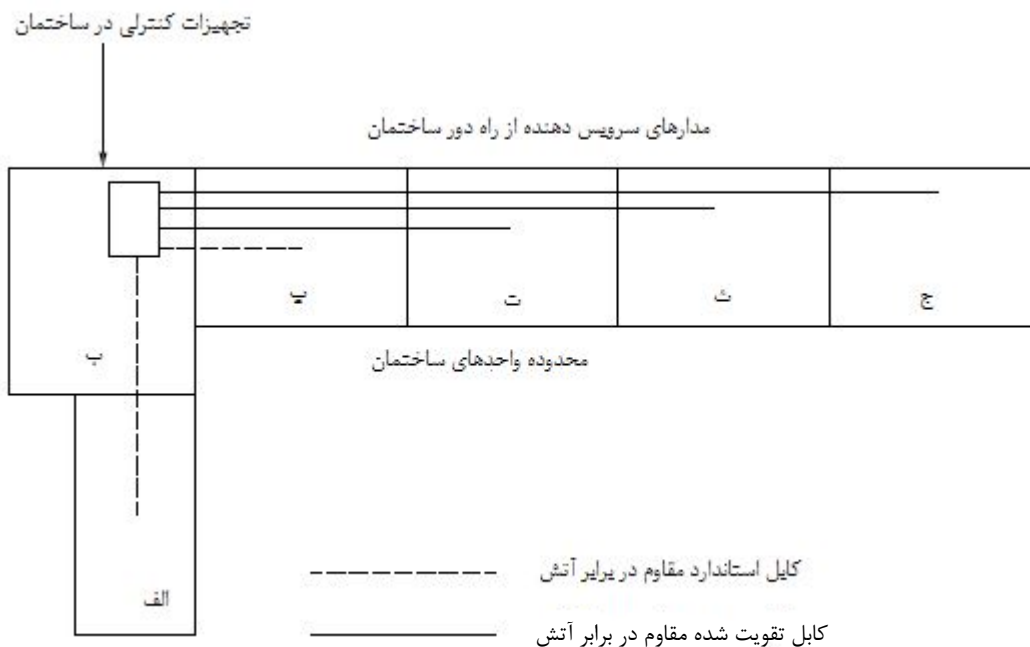 تجهیزات کنترلی در ساختمان
مدارهای سرویس دهنده از راه دور ساختمان
پ
ت
ث
ج
ب
محدوده واحدهای ساختمان
الف
کابل استاندارد مقاوم در برابر آتش
کابل تقویت شده مقاوم در برابر آتش